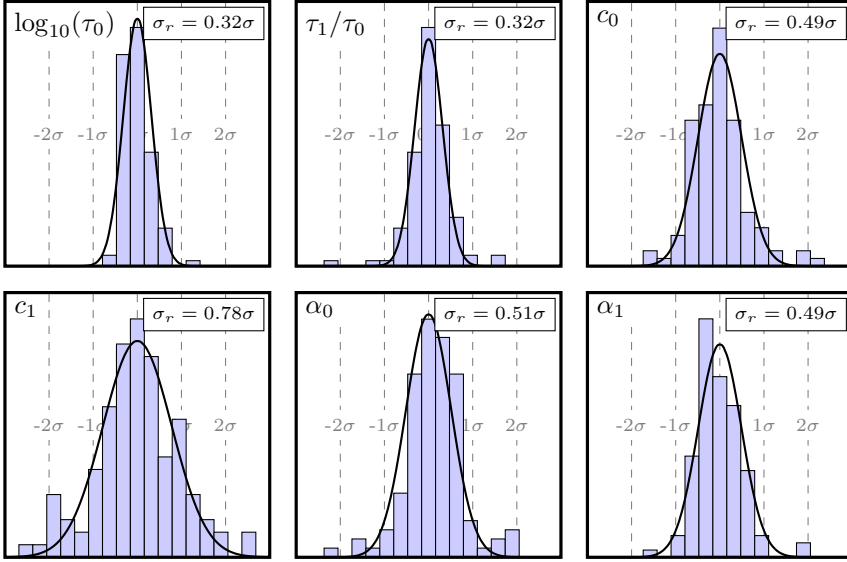 log₁₀(τ₀) σᵣ = 0.32σ
-2σ -1σ 1σ 2σ
τ₁/τ₀ σᵣ = 0.32σ
-2σ -1σ 1σ 2σ
c₀ σᵣ = 0.49σ
-2σ 1σ 2σ
c₁ σᵣ = 0.78σ
-2σ 2σ
α₀ σᵣ = 0.51σ
-2σ -1σ 1σ 2σ
α₁ σᵣ = 0.49σ
-2σ -1σ 1σ 2σ